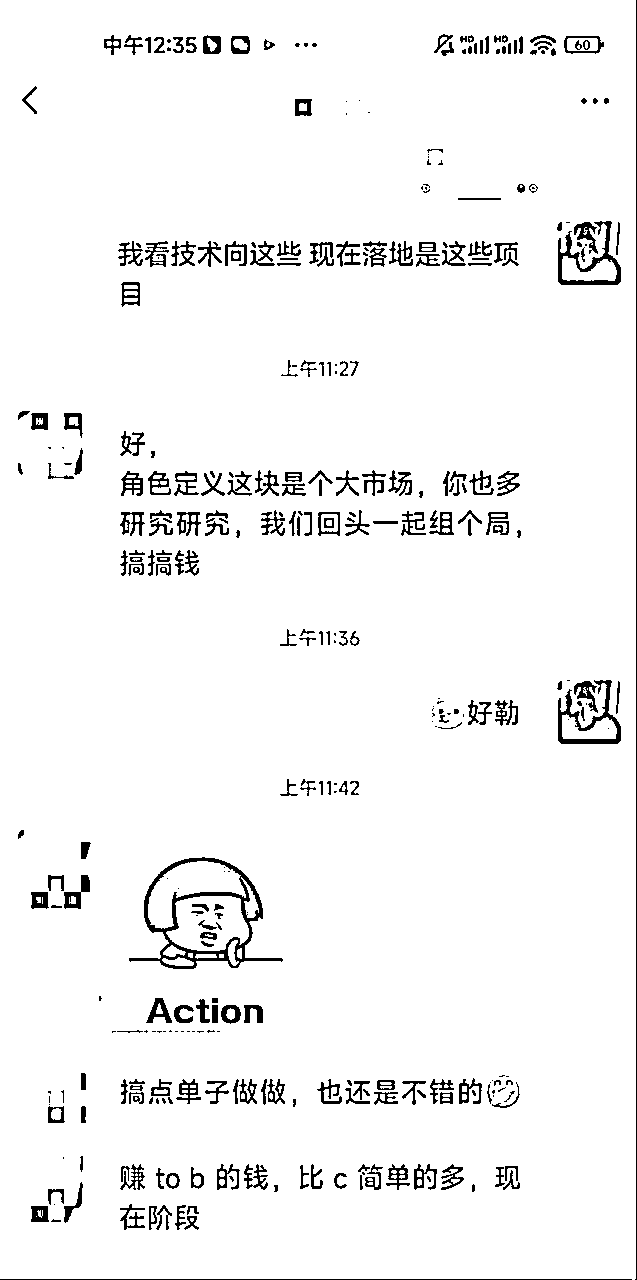 中午12:35
HD HD 60
我看技术向这些 现在落地是这些项
目
上午11:27
好，
角色定义这块是个大市场，你也多
研究研究，我们回头一起组个局，
搞搞钱
上午11:36
好勒
上午11:42
Action
搞点单子做做，也还是不错的
赚 to b 的钱，比 c 简单的多，现
在阶段